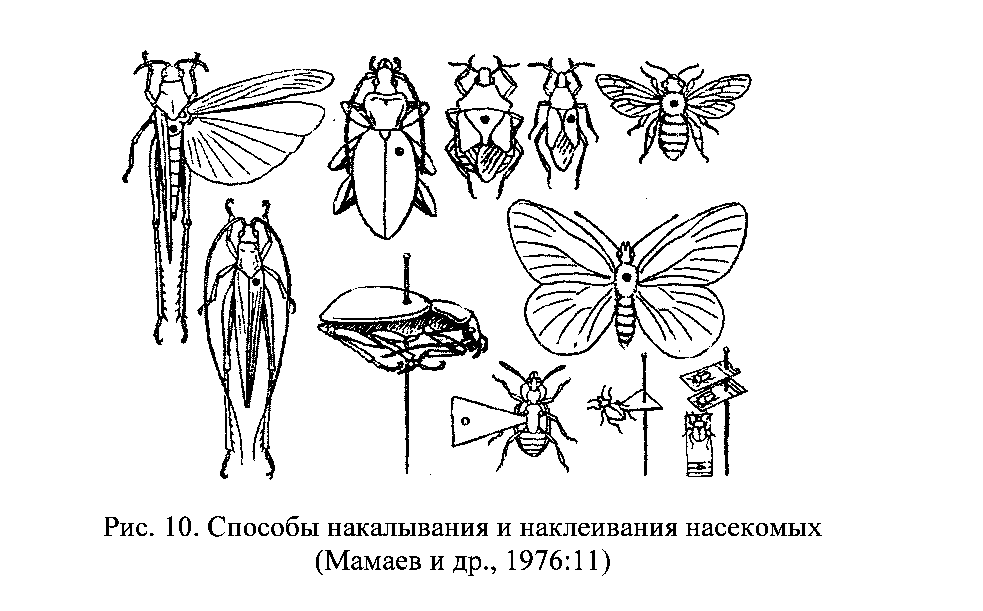 Рис. 10. Способы накалывания и наклеивания насекомых
(Мамаев и др., 1976:11)